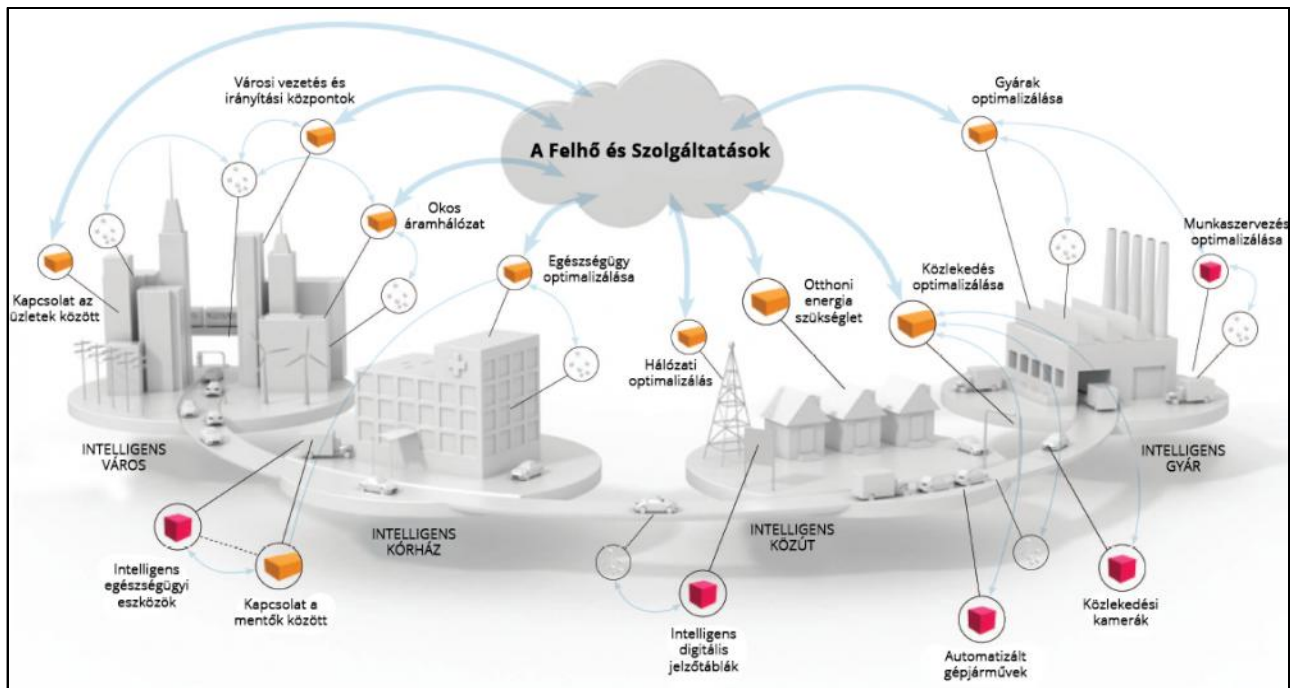 Városi vezetés és
irányítási központok
Gyárak
optimalizálása
A Felhő és Szolgáltatások
Okos
áramhálózat
Munkaszervezés
optimalizálása
Egészségügy
optimalizálása
Közlekedés
optimalizálása
Otthoni
energia
szükséglet
Kapcsolat az
üzletek között
Hálózati
optimalizálás
INTELLIGENS
VÁROS
INTELLIGENS
GYÁR
INTELLIGENS
KÓRHÁZ
INTELLIGENS
KÖZÚT
Intelligens
egészségügyi
eszközök
Kapcsolat a
mentők között
Intelligens
digitális
jelzőtáblák
Automatizált
gépjárművek
Közlekedési
kamerák